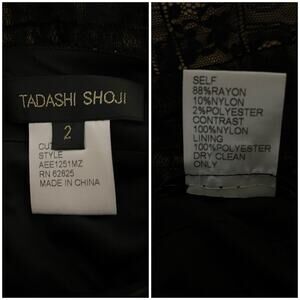 TADASHI SHOJI
2
CUT
STYLE
AEE1251MZ
RN 62825
MADE IN CHINA
SELF
88%RAYON
10%NYLON
2%POLYESTER
CONTRAST
100%NYLON
LINING
100%POLYESTER
DRY CLEAN
ONLY